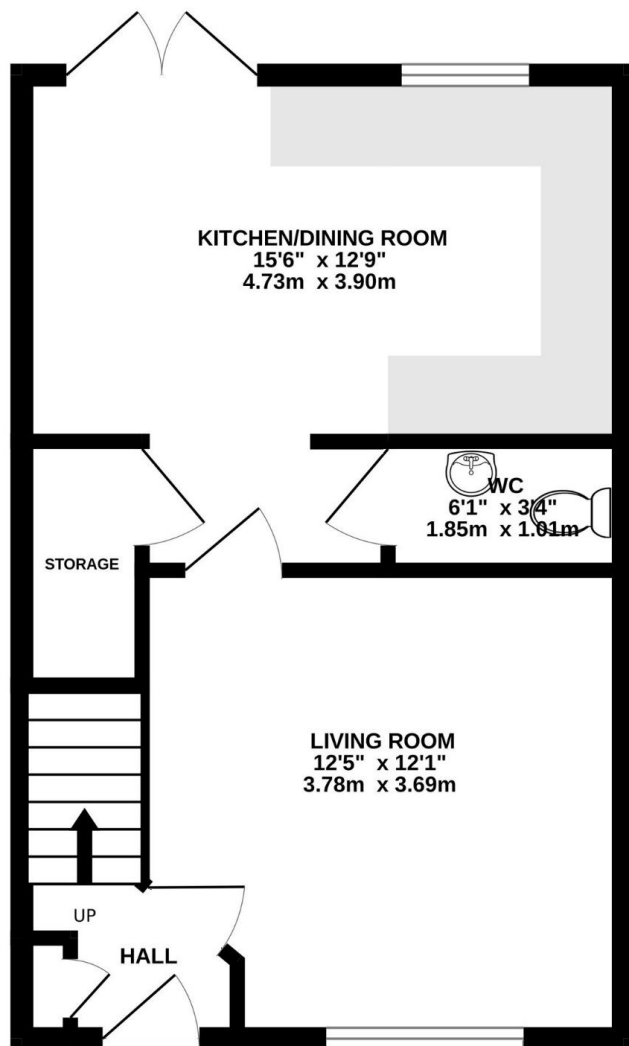 KITCHEN/DINING ROOM
15'6" x 12'9"
4.73m x 3.90m
WC
6'1" x 3'4"
1.85m x 1.01m
STORAGE
LIVING ROOM
12'5" x 12'1"
3.78m x 3.69m
UP
HALL